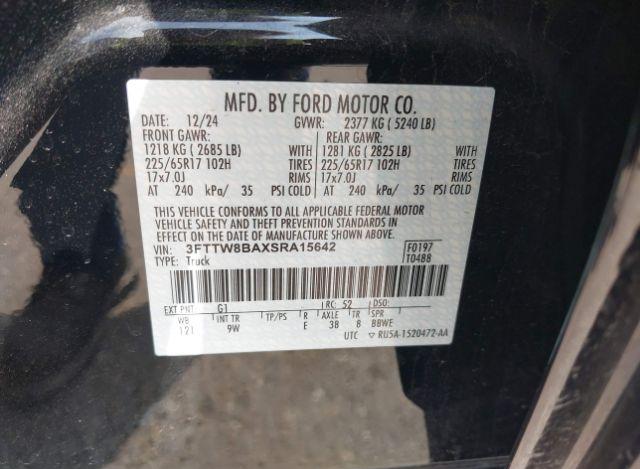 MFD. BY FORD MOTOR CO.
DATE: 12/24 GVWR: 2377 KG ( 5240 LB)
FRONT GAWR: REAR GAWR:
1218 KG ( 2685 LB) WITH 1281 KG ( 2825 LB) WITH
225/65R17 102H TIRES 225/65R17 102H TIRES
17x7.0J RIMS 17x7.0J RIMS
AT 240 kPa/ 35 PSI COLD AT 240 kPa/ 35 PSI COLD
THIS VEHICLE CONFORMS TO ALL APPLICABLE FEDERAL MOTOR
VEHICLE SAFETY AND THEFT PREVENTION STANDARDS IN
EFFECT ON THE DATE OF MANUFACTURE SHOWN ABOVE.
VIN: 3FTTW8BAXSRA15642 F0197
TYPE: Truck T0488
EXT PNT: G1 RC: 52 DSO:
WB INT TR TP/PS R AXLE TR SPR
121 9W E 38 8 BBWE
UTC ▽ RU5A-1520472-AA